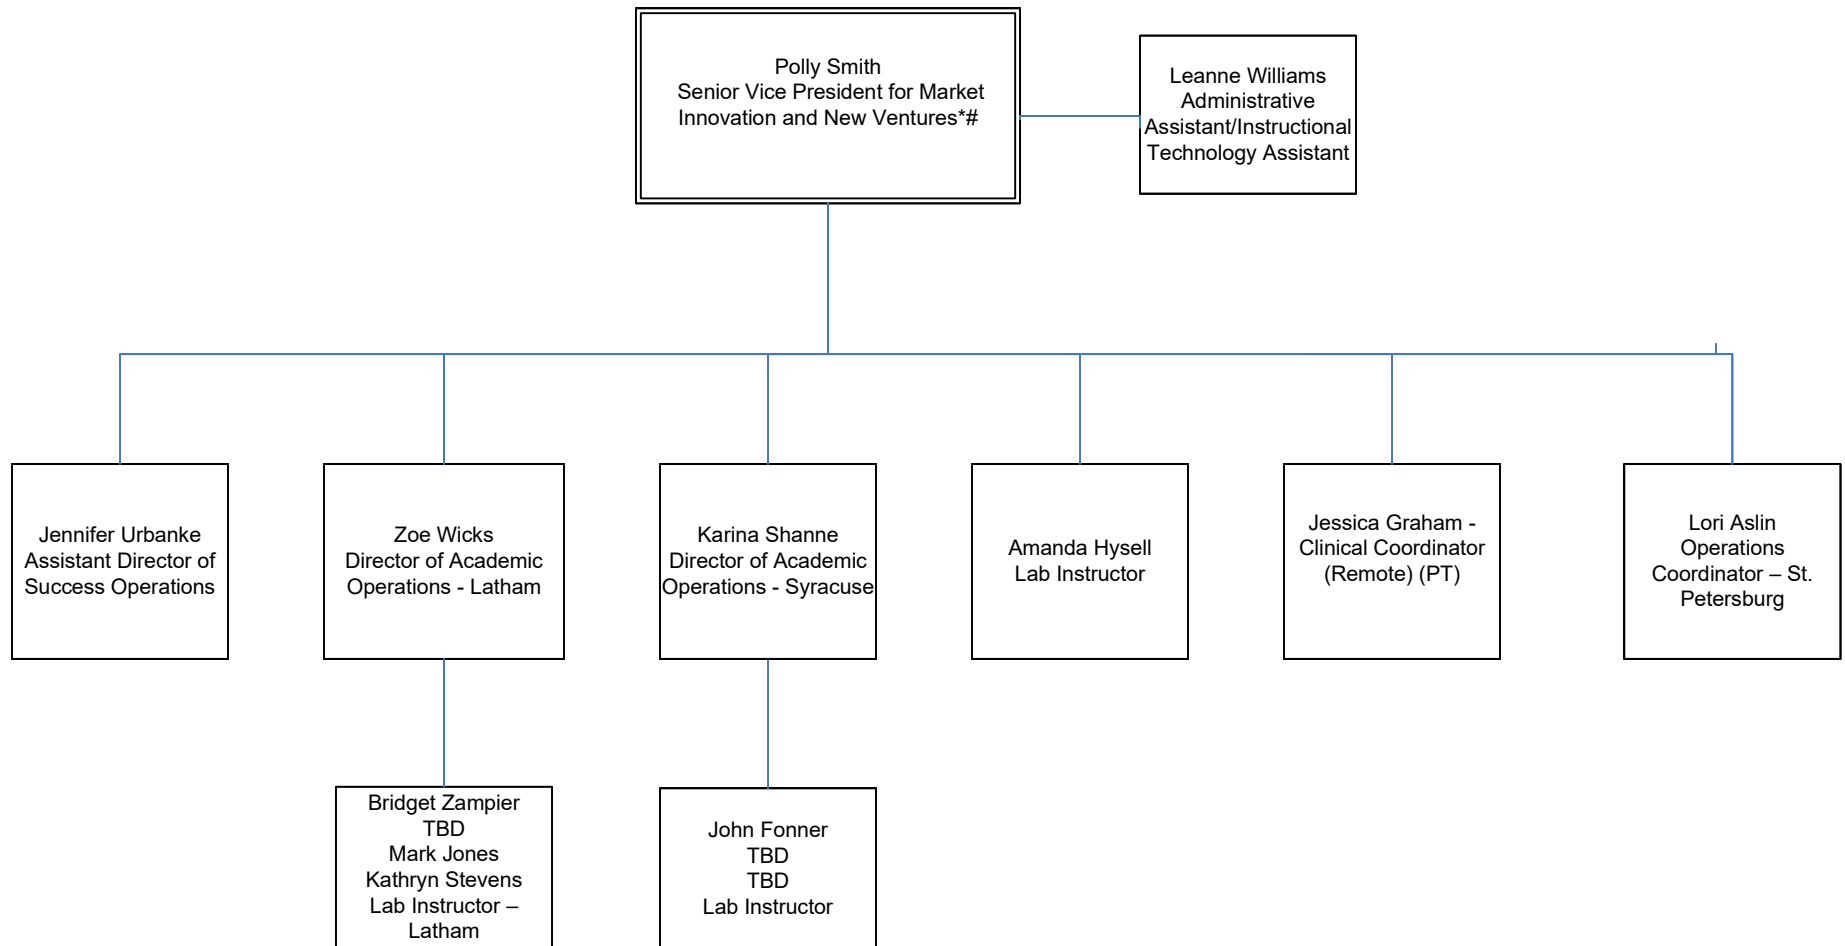 Polly Smith
Senior Vice President for Market
Innovation and New Ventures*#
Leanne Williams
Administrative
Assistant/Instructional
Technology Assistant
Jennifer Urbanke
Assistant Director of
Success Operations
Zoe Wicks
Director of Academic
Operations - Latham
Karina Shanne
Director of Academic
Operations - Syracuse
Amanda Hysell
Lab Instructor
Jessica Graham -
Clinical Coordinator
(Remote) (PT)
Lori Aslin
Operations
Coordinator – St.
Petersburg
Bridget Zampier
TBD
Mark Jones
Kathryn Stevens
Lab Instructor –
Latham
John Fonner
TBD
TBD
Lab Instructor